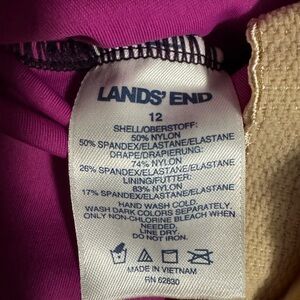 LANDS' END
12
SHELL/OBERSTOFF:
50% NYLON
50% SPANDEX/ELASTANE/ELASTANE
DRAPE/DRAPIERUNG:
74% NYLON
26% SPANDEX/ELASTANE/ELASTANE
LINING/FUTTER:
83% NYLON
17% SPANDEX/ELASTANE/ELASTANE
HAND WASH COLD.
WASH DARK COLORS SEPARATELY.
ONLY NON-CHLORINE BLEACH WHEN
NEEDED.
LINE DRY.
DO NOT IRON.
MADE IN VIETNAM
RN 62830